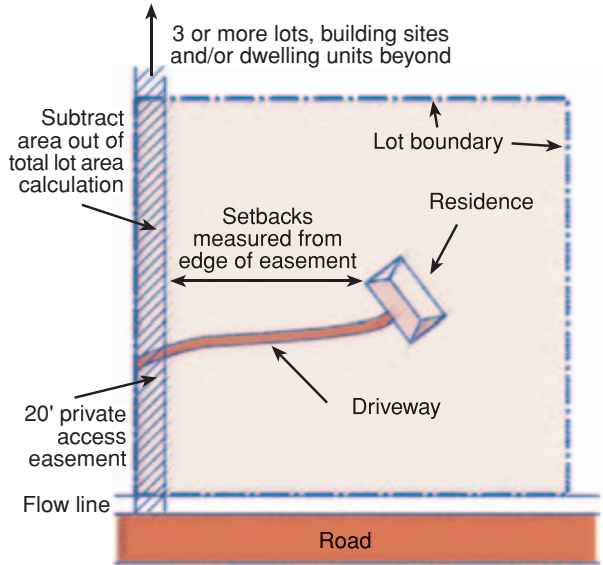 3 or more lots, building sites
and/or dwelling units beyond
Subtract
area out of
total lot area
calculation
Lot boundary
Residence
Setbacks
measured from
edge of easement
Driveway
20' private
access
easement
Flow line
Road